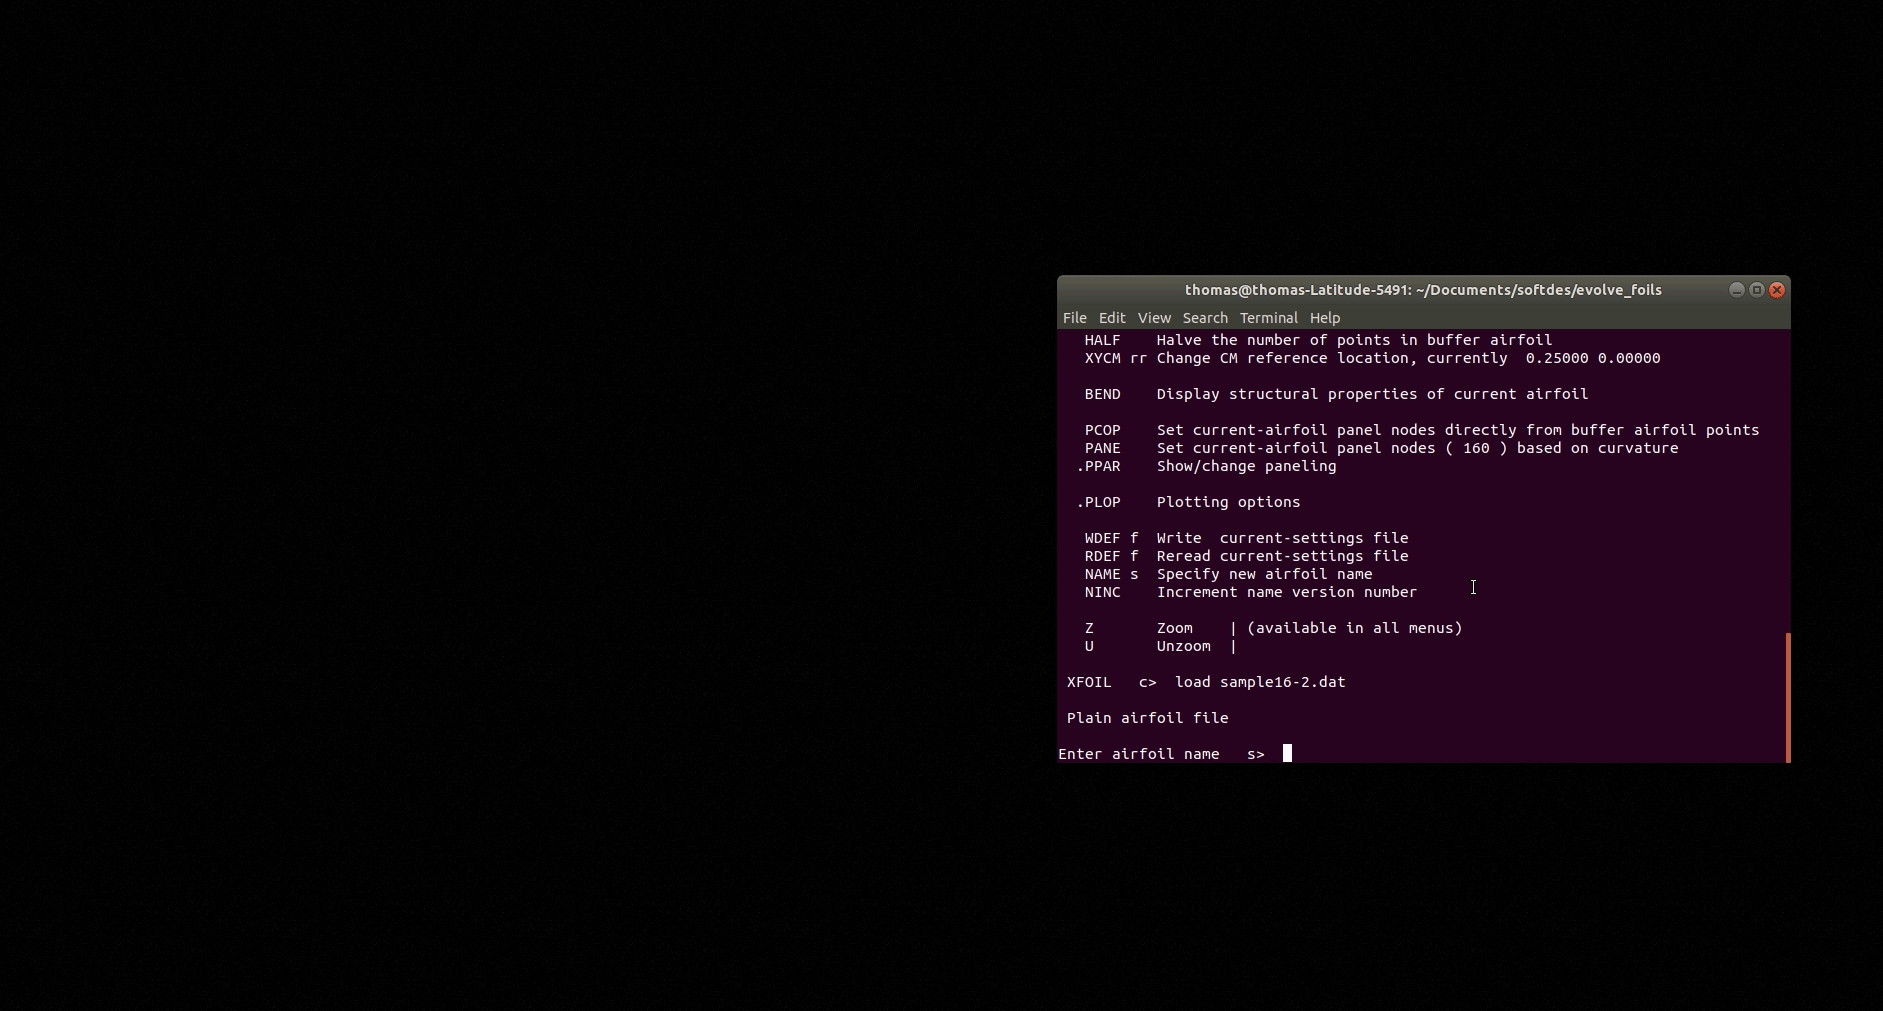 thomas@thomas-Latitude-5491: ~/Documents/softdes/evolve_foils
File Edit View Search Terminal Help
HALF Halve the number of points in buffer airfoil
XYCM rr Change CM reference location, currently 0.25000 0.00000
BEND Display structural properties of current airfoil
PCOP Set current-airfoil panel nodes directly from buffer airfoil points
PANE Set current-airfoil panel nodes ( 160 ) based on curvature
.PPAR Show/change paneling
.PLOP Plotting options
WDEF f Write current-settings file
RDEF f Reread current-settings file
NAME s Specify new airfoil name
NINC Increment name version number
Z Zoom | (available in all menus)
U Unzoom |
XFOIL c> load sample16-2.dat
Plain airfoil file
Enter airfoil name s>